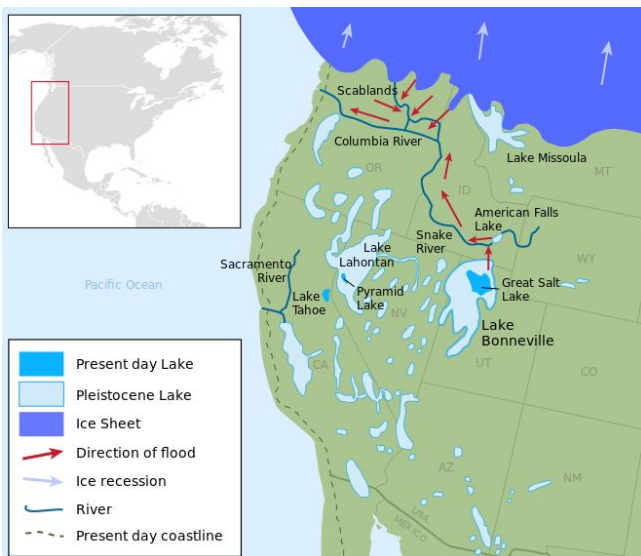 Scablands
Columbia River
Lake Missoula
OR
ID
MT
American Falls
Lake
Snake
River
WY
Sacramento
River
Lake
Lahontan
Pacific Ocean
Lake
Tahoe
Pyramid
Lake
Great Salt
Lake
NV
Lake
Bonneville
UT
CA
CO
AZ
NM
USA
MEXICO
Present day Lake
Pleistocene Lake
Ice Sheet
Direction of flood
Ice recession
River
Present day coastline